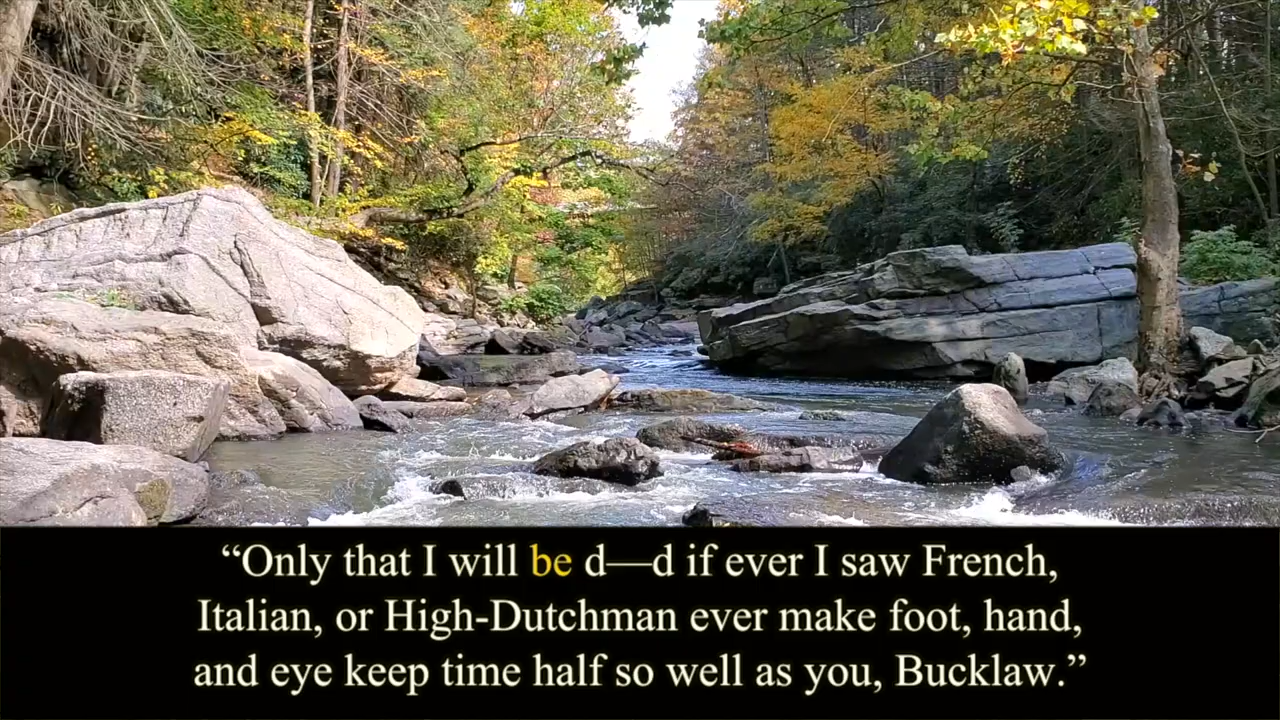 “Only that I will be d—d if ever I saw French,
Italian, or High-Dutchman ever make foot, hand,
and eye keep time half so well as you, Bucklaw.”